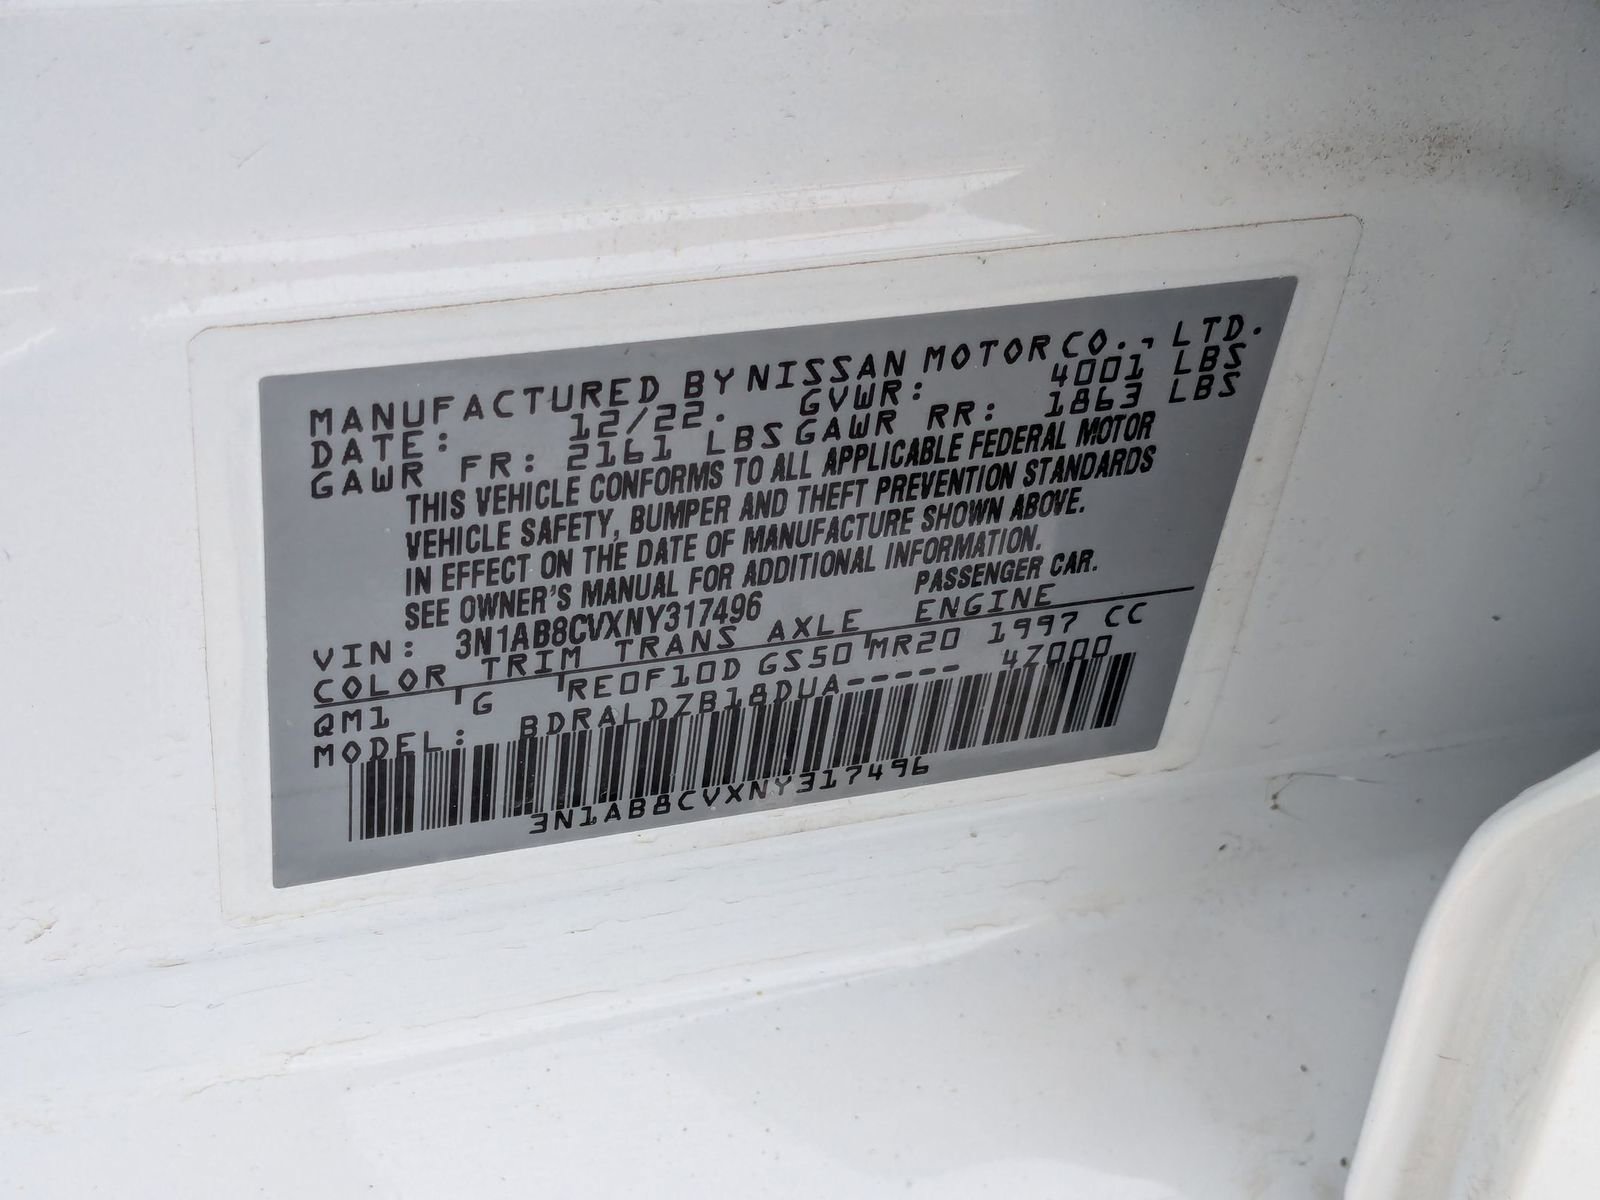 MANUFACTURED BY NISSAN MOTOR CO., LTD.
DATE: 12/22. GVWR: 4001 LBS
GAWR FR: 2161 LBS GAWR RR: 1863 LBS
THIS VEHICLE CONFORMS TO ALL APPLICABLE FEDERAL MOTOR
VEHICLE SAFETY, BUMPER AND THEFT PREVENTION STANDARDS
IN EFFECT ON THE DATE OF MANUFACTURE SHOWN ABOVE.
SEE OWNER'S MANUAL FOR ADDITIONAL INFORMATION.
VIN: 3N1AB8CVXNY317496 PASSENGER CAR.
COLOR TRIM TRANS AXLE ENGINE
QM1 G RE0F10D GS50 MR20 1997 CC
MODEL: BDRALDZB18DUA----- 4Z000
3N1AB8CVXNY317496